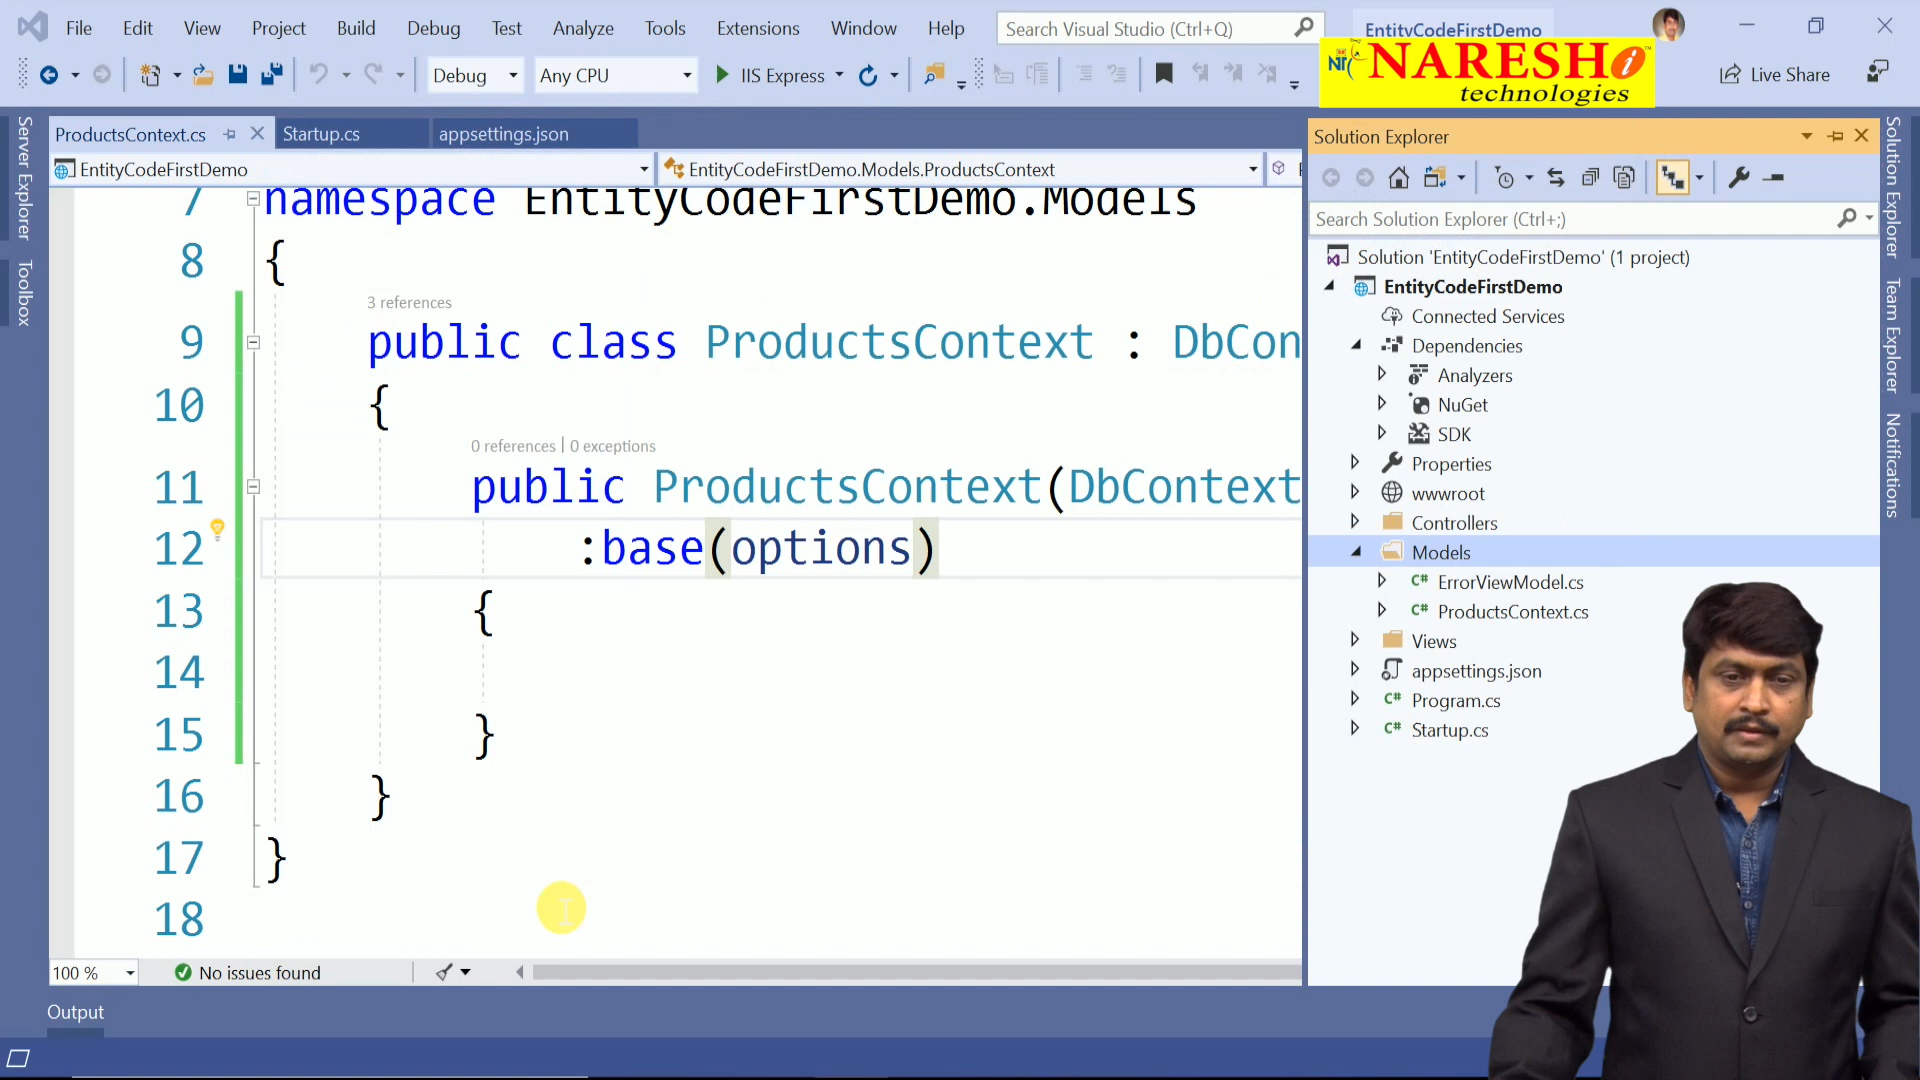 File Edit View Project Build Debug Test Analyze Tools Extensions Window Help Search Visual Studio (Ctrl+Q) EntityCodeFirstDemo
Debug Any CPU IIS Express Live Share
NARESH i
technologies
ProductsContext.cs Startup.cs appsettings.json
EntityCodeFirstDemo EntityCodeFirstDemo.Models.ProductsContext
7 namespace EntityCodeFirstDemo.Models
8 {
3 references
9 public class ProductsContext : DbCon
10 {
0 references | 0 exceptions
11 public ProductsContext(DbContext
12 :base(options)
13 {
14
15 }
16 }
17 }
18
100 % No issues found
Output
Server Explorer
Toolbox
Solution Explorer
Search Solution Explorer (Ctrl+;)
Solution 'EntityCodeFirstDemo' (1 project)
EntityCodeFirstDemo
Connected Services
Dependencies
Analyzers
NuGet
SDK
Properties
wwwroot
Controllers
Models
C# ErrorViewModel.cs
C# ProductsContext.cs
Views
appsettings.json
C# Program.cs
C# Startup.cs
Solution Explorer
Team Explorer
Notifications